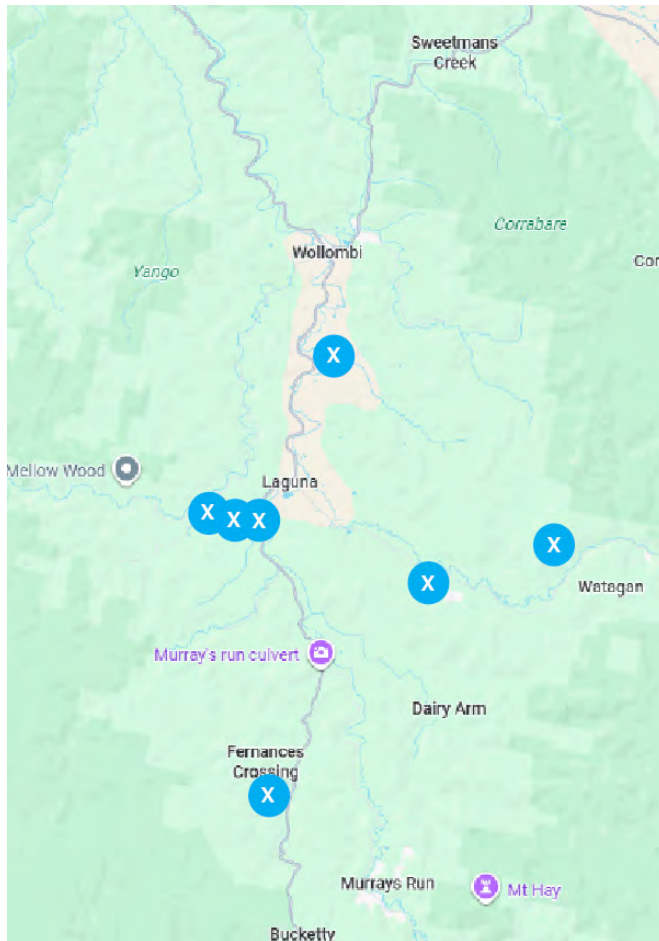 Sweetmans
Creek
Corrabare
Wollombi
Cor
Yango
X
Mellow Wood
Laguna
X
X
X
X
X
Watagan
Murray's run culvert
Dairy Arm
Fernances
Crossing
X
Murrays Run
Mt Hay
Bucketty